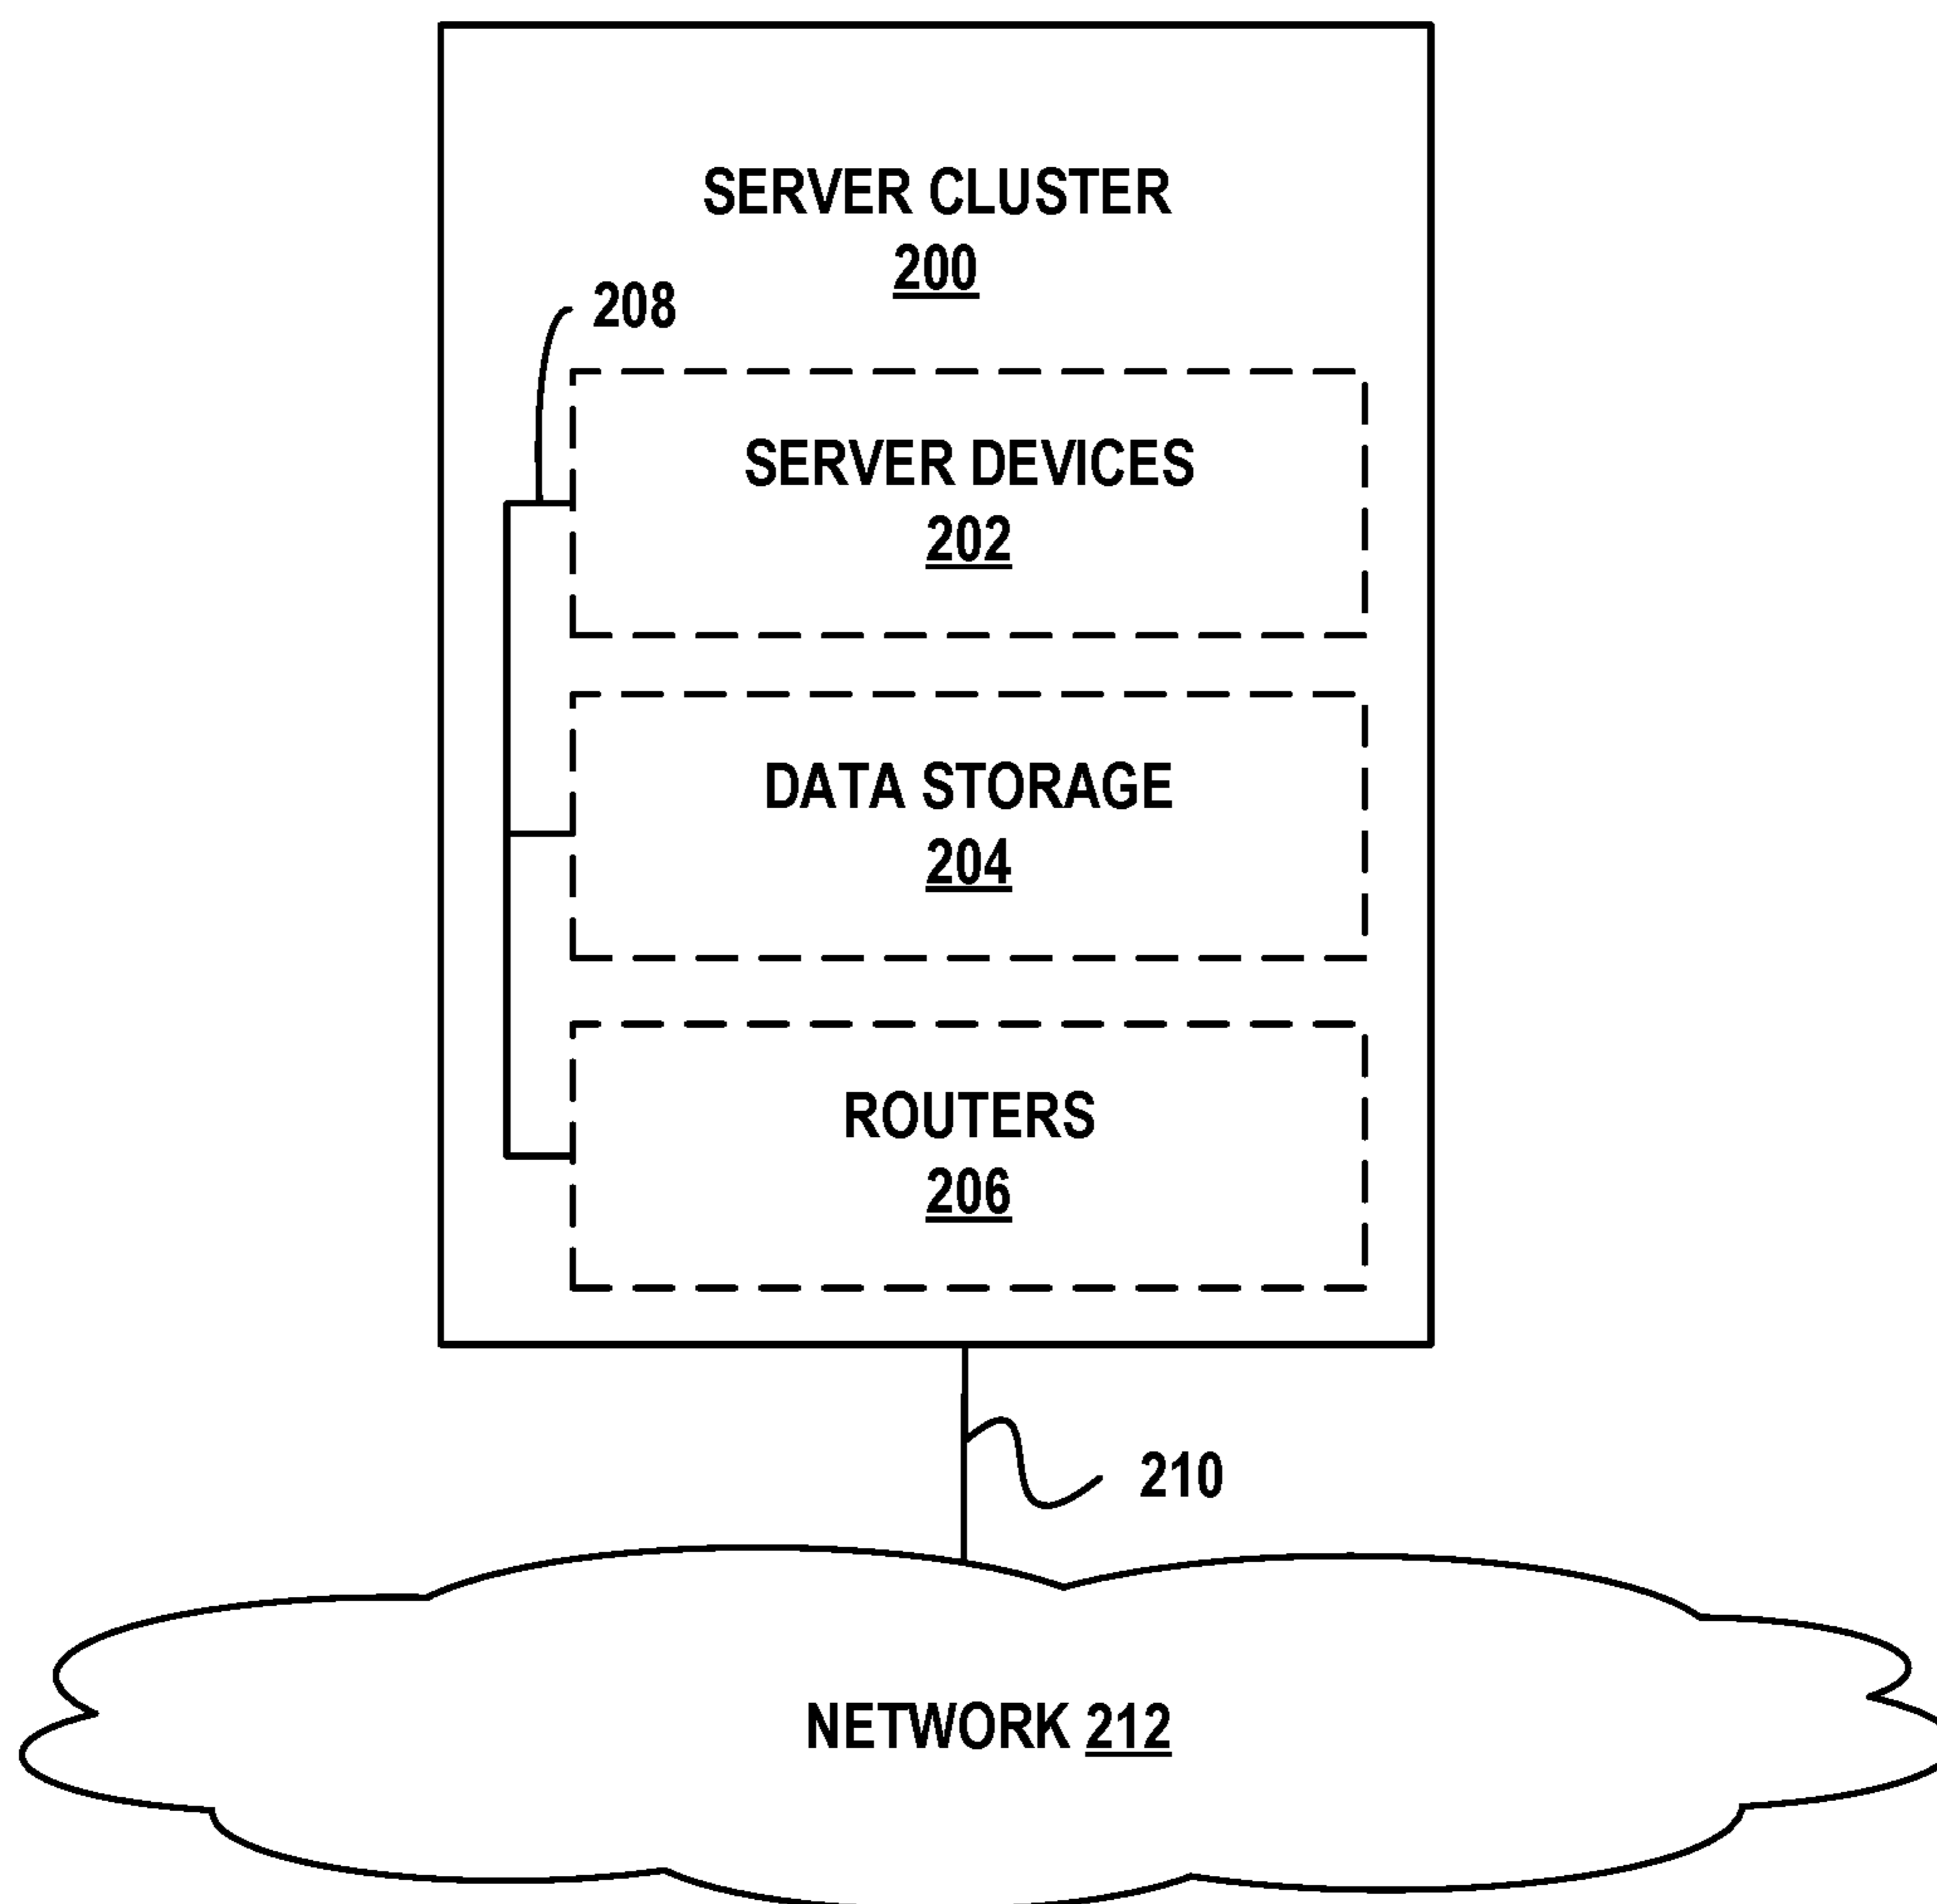 SERVER CLUSTER
200
208
SERVER DEVICES
202
DATA STORAGE
204
ROUTERS
206
210
NETWORK 212